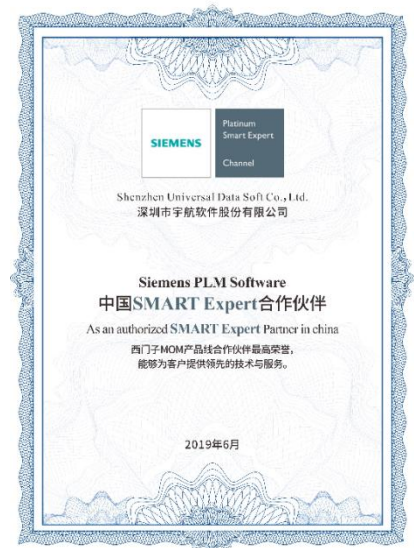 SIEMENS
Platinum
Smart Expert
Channel
Shenzhen Universal Data Soft Co.,Ltd.
深圳市宇航软件股份有限公司
Siemens PLM Software
中国SMART Expert合作伙伴
As an authorized SMART Expert Partner in china
西门子MOM产品线合作伙伴最高荣誉，
能够为客户提供领先的技术与服务。
2019年6月